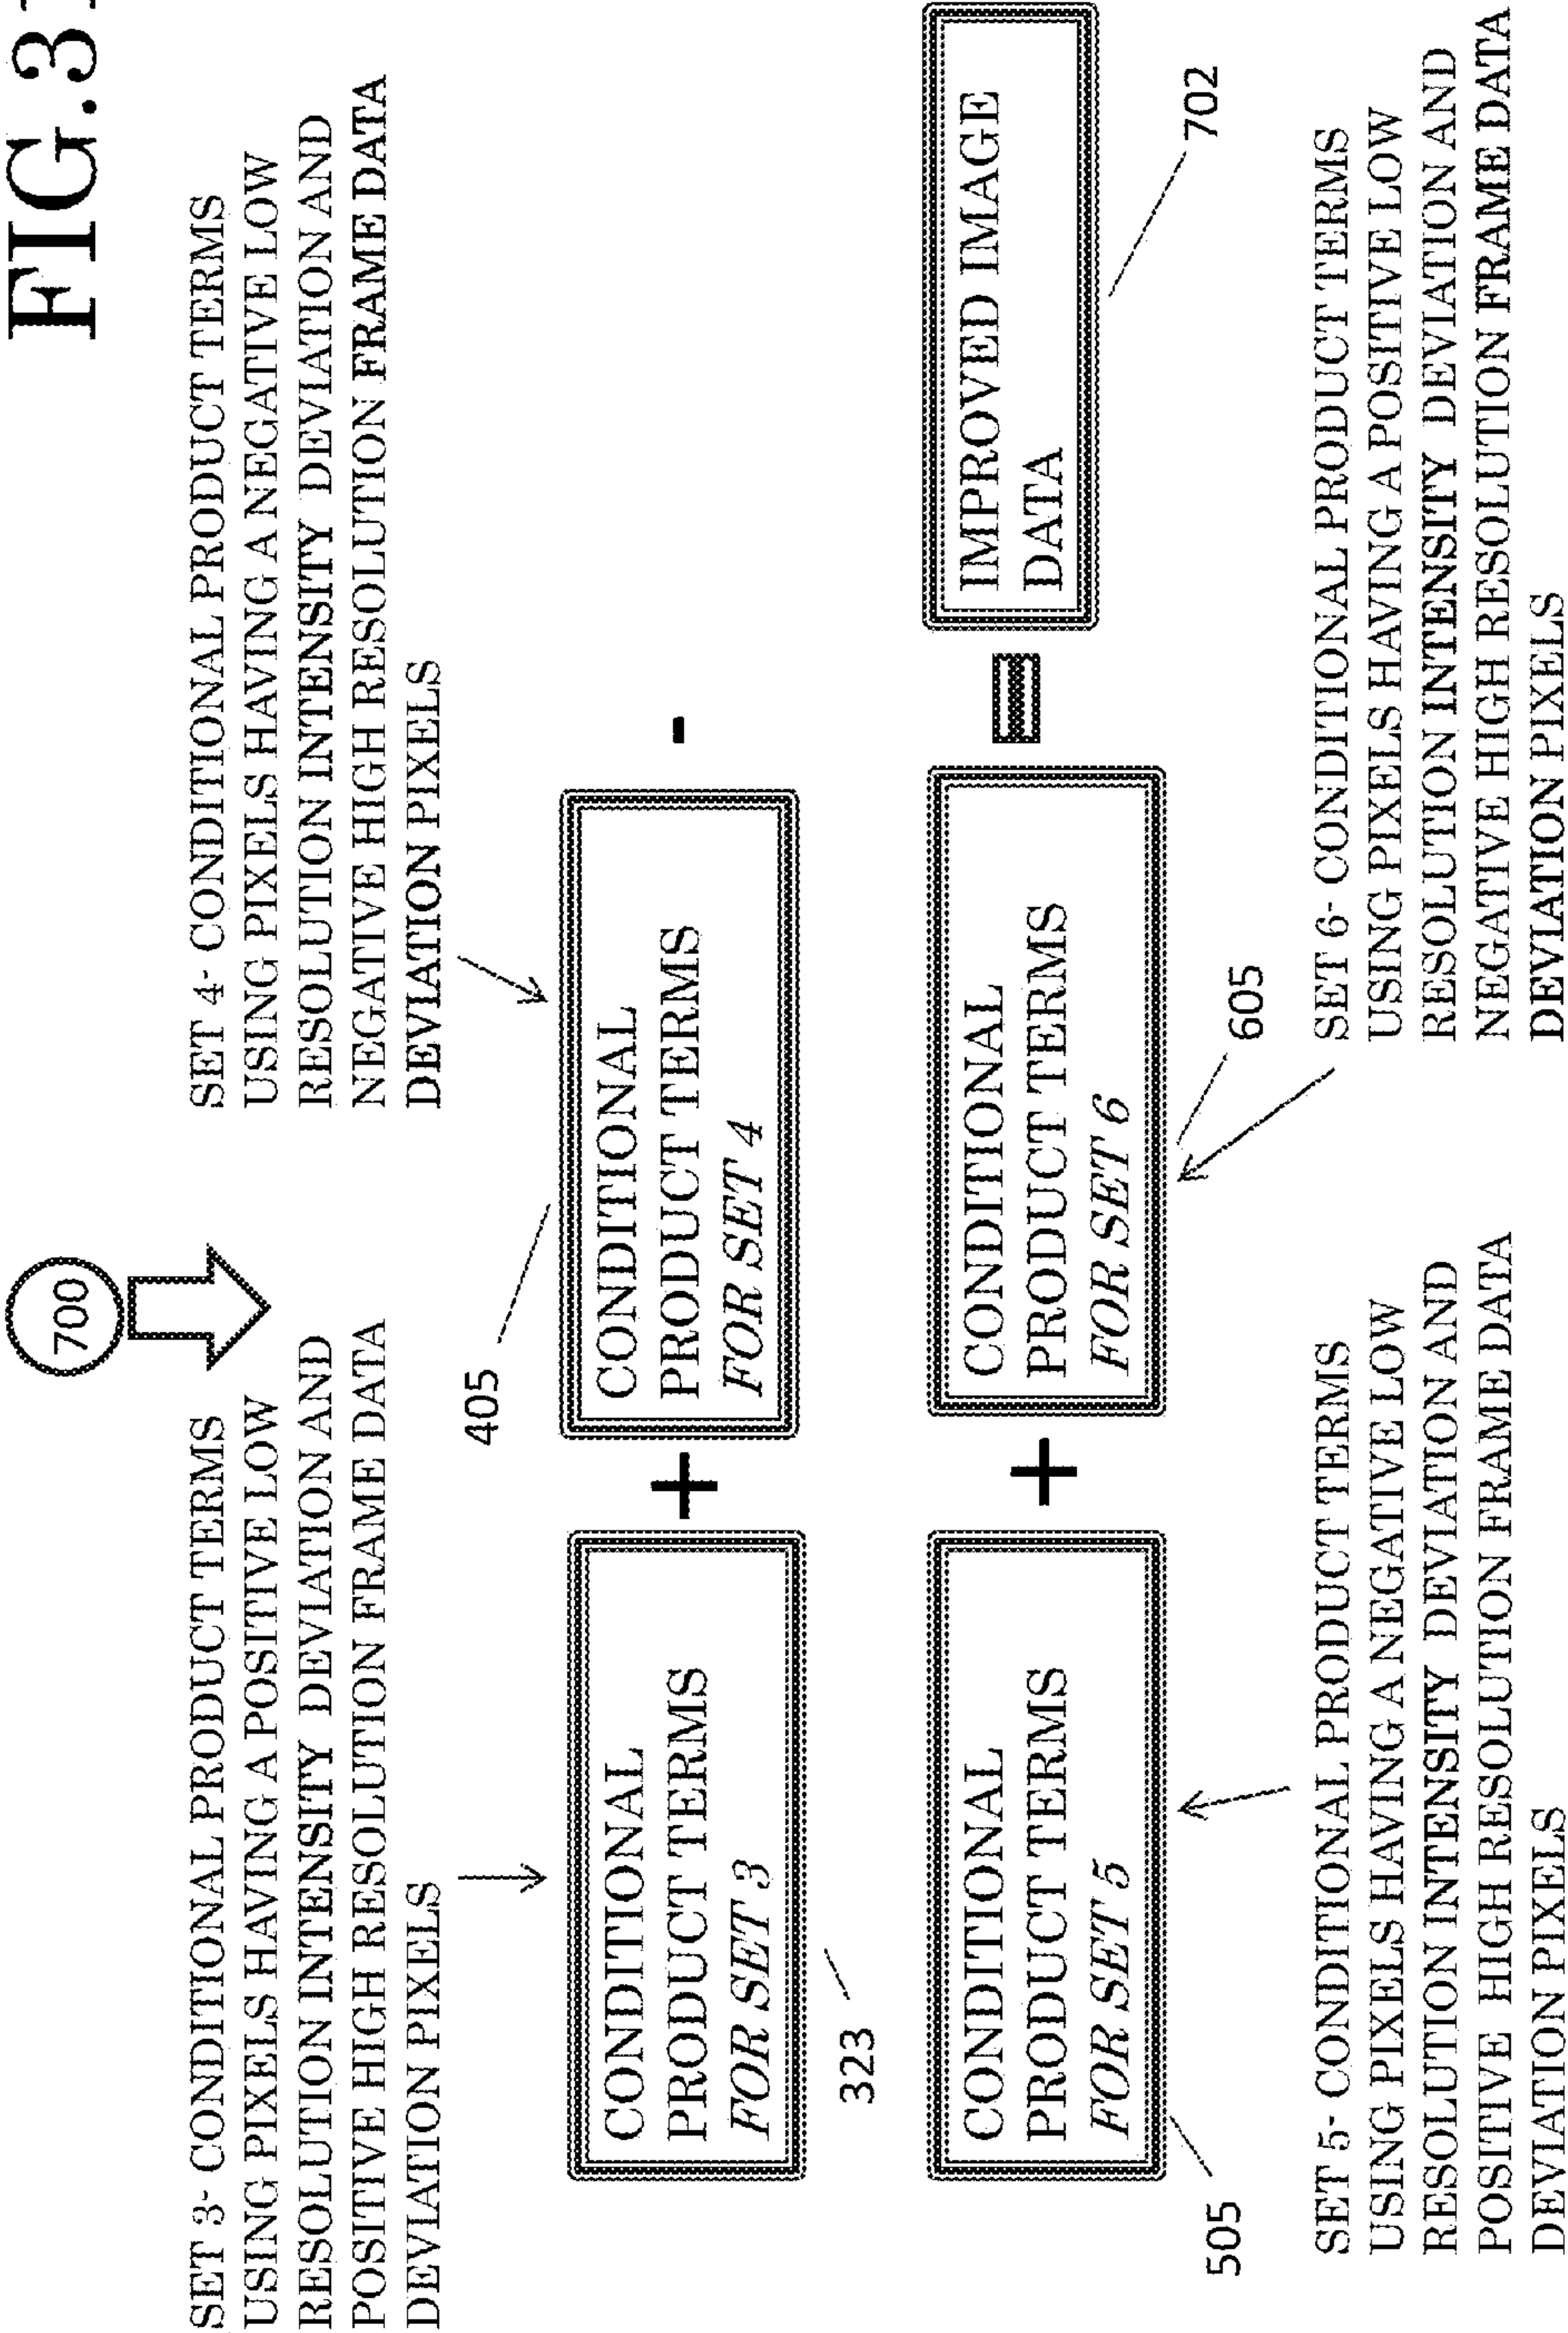 FIG.31
700
SET 3- CONDITIONAL PRODUCT TERMS
USING PIXELS HAVING A POSITIVE LOW
RESOLUTION INTENSITY DEVIATION AND
POSITIVE HIGH RESOLUTION FRAME DATA
DEVIATION PIXELS
SET 4- CONDITIONAL PRODUCT TERMS
USING PIXELS HAVING A NEGATIVE LOW
RESOLUTION INTENSITY DEVIATION AND
NEGATIVE HIGH RESOLUTION FRAME DATA
DEVIATION PIXELS
405
CONDITIONAL
PRODUCT TERMS
FOR SET 3
+
CONDITIONAL
PRODUCT TERMS
FOR SET 4
-
323
CONDITIONAL
PRODUCT TERMS
FOR SET 5
+
CONDITIONAL
PRODUCT TERMS
FOR SET 6
=
IMPROVED IMAGE
DATA
505
605
702
SET 5- CONDITIONAL PRODUCT TERMS
USING PIXELS HAVING A NEGATIVE LOW
RESOLUTION INTENSITY DEVIATION AND
POSITIVE HIGH RESOLUTION FRAME DATA
DEVIATION PIXELS
SET 6- CONDITIONAL PRODUCT TERMS
USING PIXELS HAVING A POSITIVE LOW
RESOLUTION INTENSITY DEVIATION AND
NEGATIVE HIGH RESOLUTION FRAME DATA
DEVIATION PIXELS